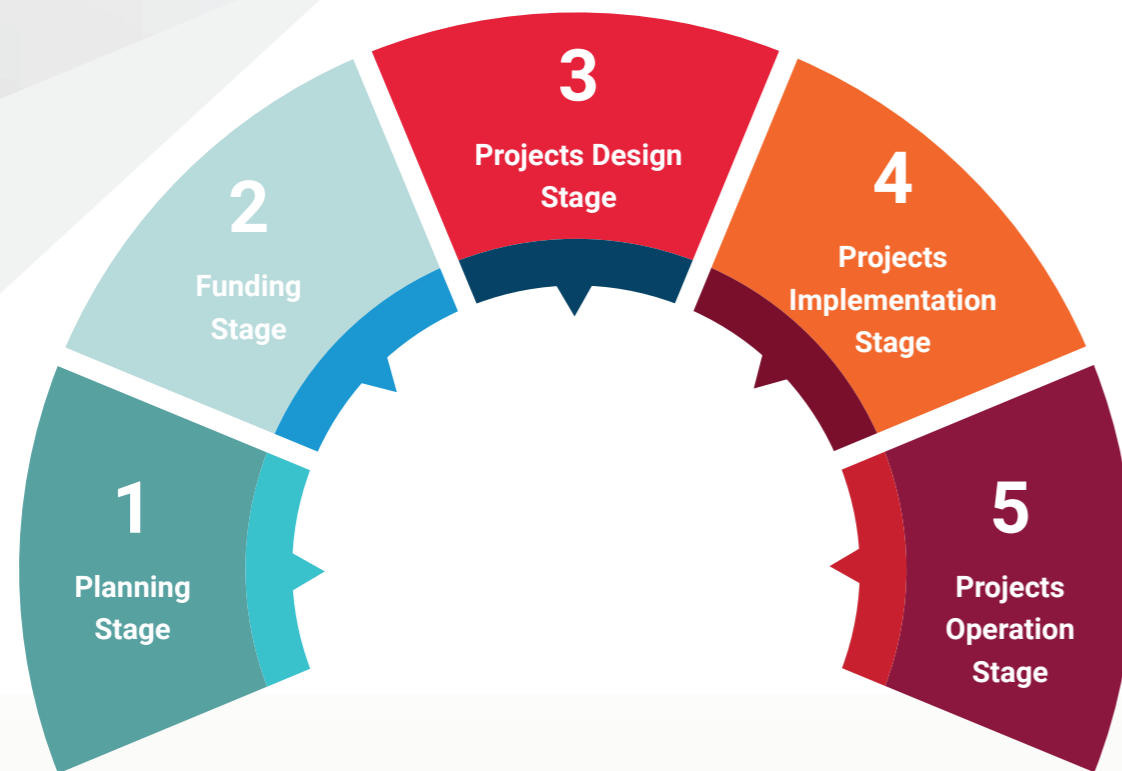 1
Planning
Stage
2
Funding
Stage
3
Projects Design
Stage
4
Projects
Implementation
Stage
5
Projects
Operation
Stage